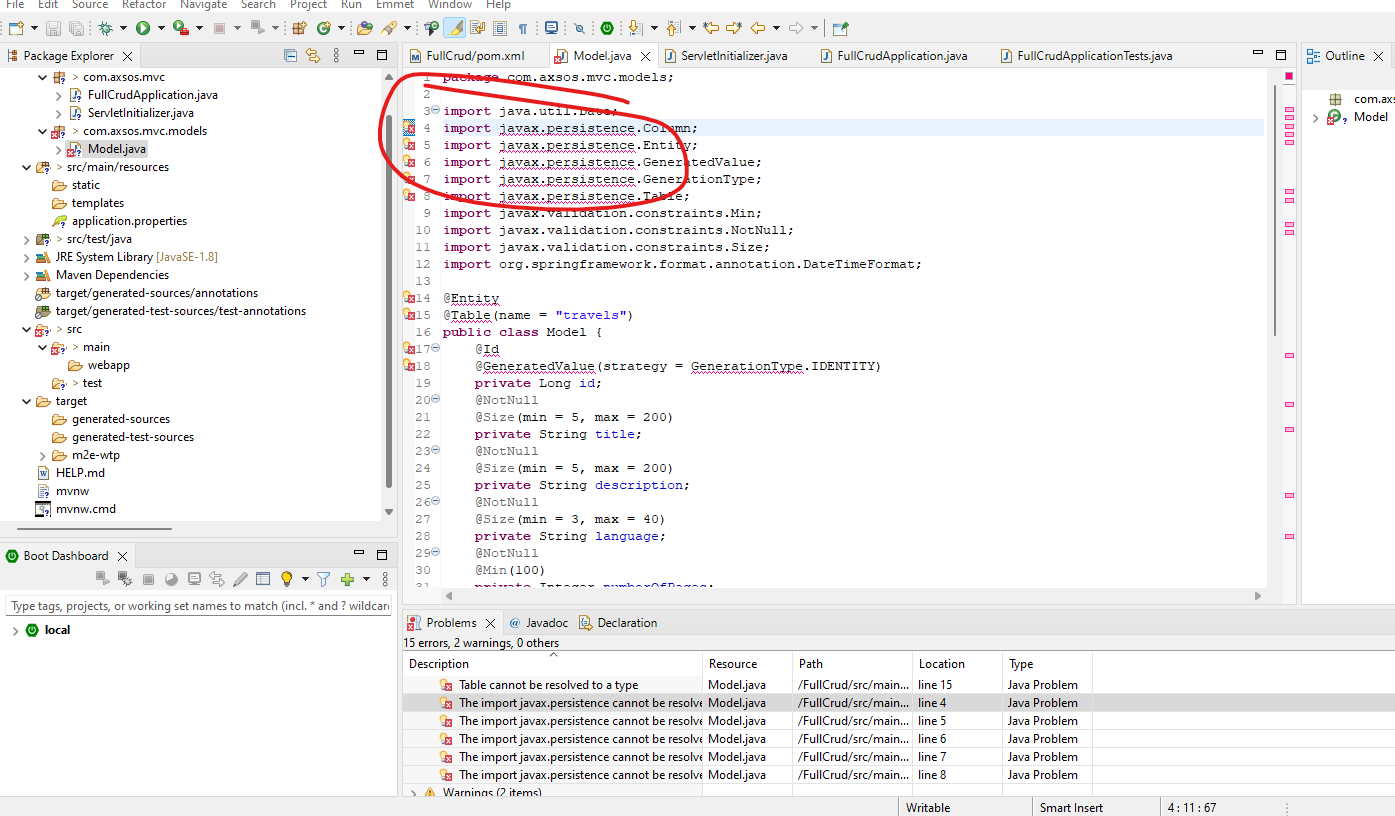 File Edit Source Refactor Navigate Search Project Run Emmet Window Help
Package Explorer
> com.axsos.mvc
FullCrudApplication.java
ServletInitializer.java
> com.axsos.mvc.models
Model.java
> src/main/resources
static
templates
application.properties
> src/test/java
JRE System Library [JavaSE-1.8]
Maven Dependencies
target/generated-sources/annotations
target/generated-test-sources/test-annotations
> src
> main
webapp
> test
target
generated-sources
generated-test-sources
m2e-wtp
HELP.md
mvnw
mvnw.cmd
Boot Dashboard
Type tags, projects, or working set names to match (incl. * and ? wildcar
local
FullCrud/pom.xml Model.java ServletInitializer.java FullCrudApplication.java FullCrudApplicationTests.java
1 package com.axsos.mvc.models;
2
3 import java.util.Date;
4 import javax.persistence.Column;
5 import javax.persistence.Entity;
6 import javax.persistence.GeneratedValue;
7 import javax.persistence.GenerationType;
8 import javax.persistence.Table;
9 import javax.validation.constraints.Min;
10 import javax.validation.constraints.NotNull;
11 import javax.validation.constraints.Size;
12 import org.springframework.format.annotation.DateTimeFormat;
13
14 @Entity
15 @Table(name = "travels")
16 public class Model {
17 @Id
18 @GeneratedValue(strategy = GenerationType.IDENTITY)
19 private Long id;
20 @NotNull
21 @Size(min = 5, max = 200)
22 private String title;
23 @NotNull
24 @Size(min = 5, max = 200)
25 private String description;
26 @NotNull
27 @Size(min = 3, max = 40)
28 private String language;
29 @NotNull
30 @Min(100)
31 private Integer numberOfPages;
Outline
com.axs
Model
Problems Javadoc Declaration
15 errors, 2 warnings, 0 others
Description Resource Path Location Type
Table cannot be resolved to a type Model.java /FullCrud/src/main... line 15 Java Problem
The import javax.persistence cannot be resolve Model.java /FullCrud/src/main... line 4 Java Problem
The import javax.persistence cannot be resolve Model.java /FullCrud/src/main... line 5 Java Problem
The import javax.persistence cannot be resolve Model.java /FullCrud/src/main... line 6 Java Problem
The import javax.persistence cannot be resolve Model.java /FullCrud/src/main... line 7 Java Problem
The import javax.persistence cannot be resolve Model.java /FullCrud/src/main... line 8 Java Problem
Warnings (2 items)
Writable Smart Insert 4 : 11 : 67